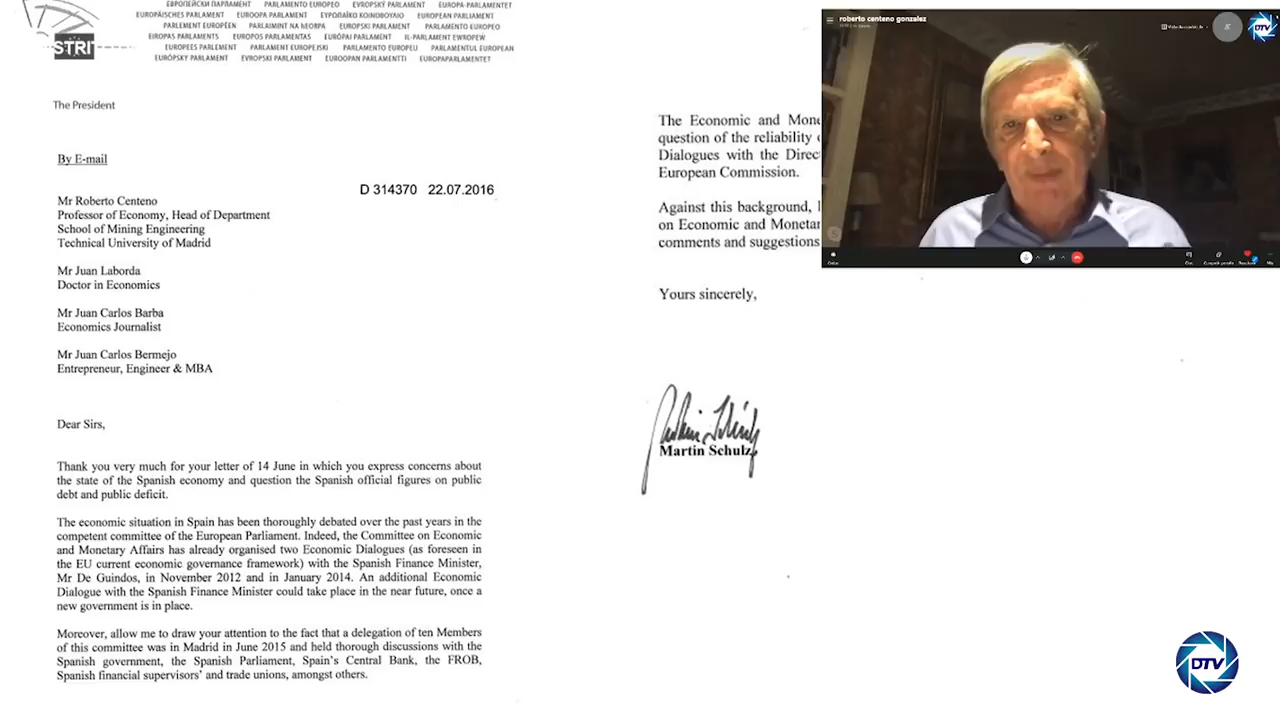 ЕВРОПЕЙСКИ ПАРЛАМЕНТ PARLAMENTO EUROPEO EVROPSKÝ PARLAMENT EUROPA-PARLAMENTET
EUROPÄISCHES PARLAMENT EUROOPA PARLAMENT ΕΥΡΩΠΑΪΚΟ ΚΟΙΝΟΒΟΥΛΙΟ EUROPEAN PARLIAMENT
PARLEMENT EUROPÉEN PARLAIMINT NA hEORPA EUROPSKI PARLAMENT PARLAMENTO EUROPEO
EIROPAS PARLAMENTS EUROPOS PARLAMENTAS EURÓPAI PARLAMENT IL-PARLAMENT EWROPEW
EUROPEES PARLEMENT PARLAMENT EUROPEJSKI PARLAMENTO EUROPEU PARLAMENTUL EUROPEAN
EURÓPSKY PARLAMENT EVROPSKI PARLAMENT EUROOPAN PARLAMENTTI EUROPAPARLAMENTET
STRI
The President
By E-mail
D 314370 22.07.2016
Mr Roberto Centeno
Professor of Economy, Head of Department
School of Mining Engineering
Technical University of Madrid
Mr Juan Laborda
Doctor in Economics
Mr Juan Carlos Barba
Economics Journalist
Mr Juan Carlos Bermejo
Entrepreneur, Engineer & MBA
Dear Sirs,
Thank you very much for your letter of 14 June in which you express concerns about
the state of the Spanish economy and question the Spanish official figures on public
debt and public deficit.
The economic situation in Spain has been thoroughly debated over the past years in the
competent committee of the European Parliament. Indeed, the Committee on Economic
and Monetary Affairs has already organised two Economic Dialogues (as foreseen in
the EU current economic governance framework) with the Spanish Finance Minister,
Mr De Guindos, in November 2012 and in January 2014. An additional Economic
Dialogue with the Spanish Finance Minister could take place in the near future, once a
new government is in place.
Moreover, allow me to draw your attention to the fact that a delegation of ten Members
of this committee was in Madrid in June 2015 and held thorough discussions with the
Spanish government, the Spanish Parliament, Spain's Central Bank, the FROB,
Spanish financial supervisors' and trade unions, amongst others.
The Economic and Mone
question of the reliability
Dialogues with the Direc
European Commission.
Against this background,
on Economic and Monetar
comments and suggestions
Yours sincerely,
Martin Schulz
roberto centeno gonzalez
DTV
DTV